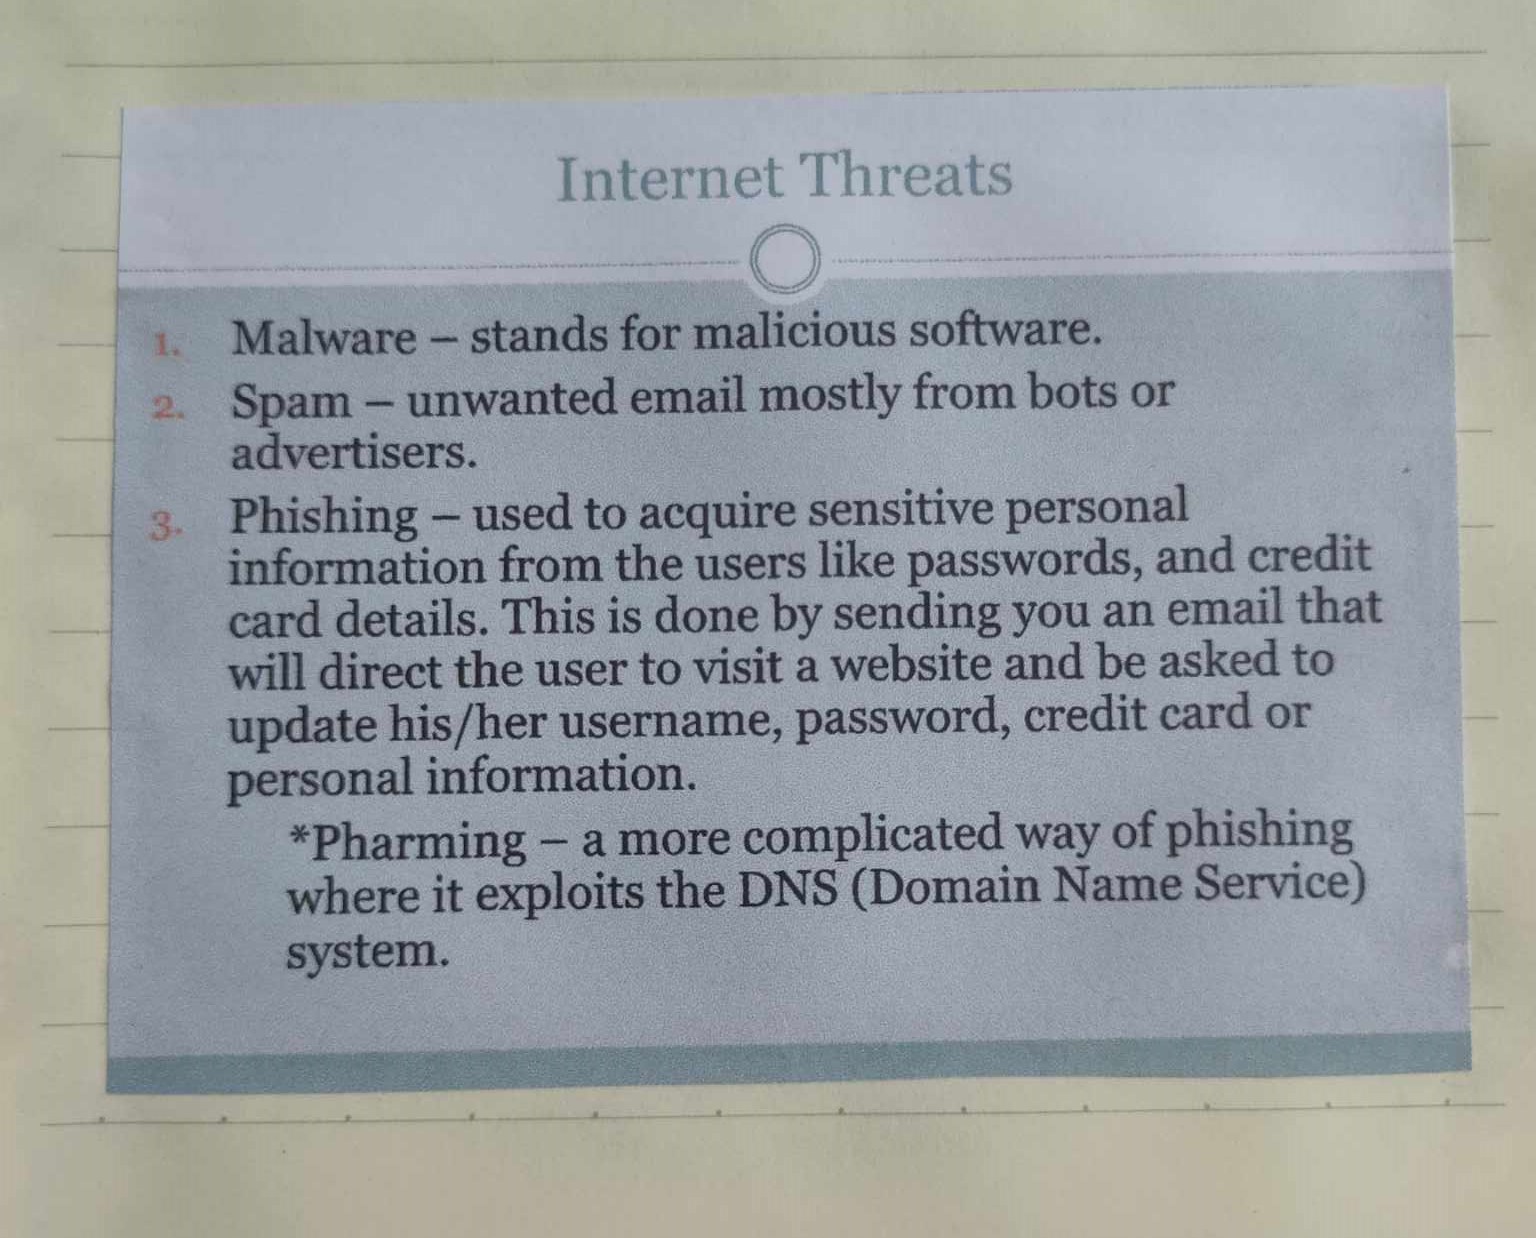 Internet Threats
1. Malware – stands for malicious software.
2. Spam – unwanted email mostly from bots or
advertisers.
3. Phishing – used to acquire sensitive personal
information from the users like passwords, and credit
card details. This is done by sending you an email that
will direct the user to visit a website and be asked to
update his/her username, password, credit card or
personal information.
*Pharming – a more complicated way of phishing
where it exploits the DNS (Domain Name Service)
system.